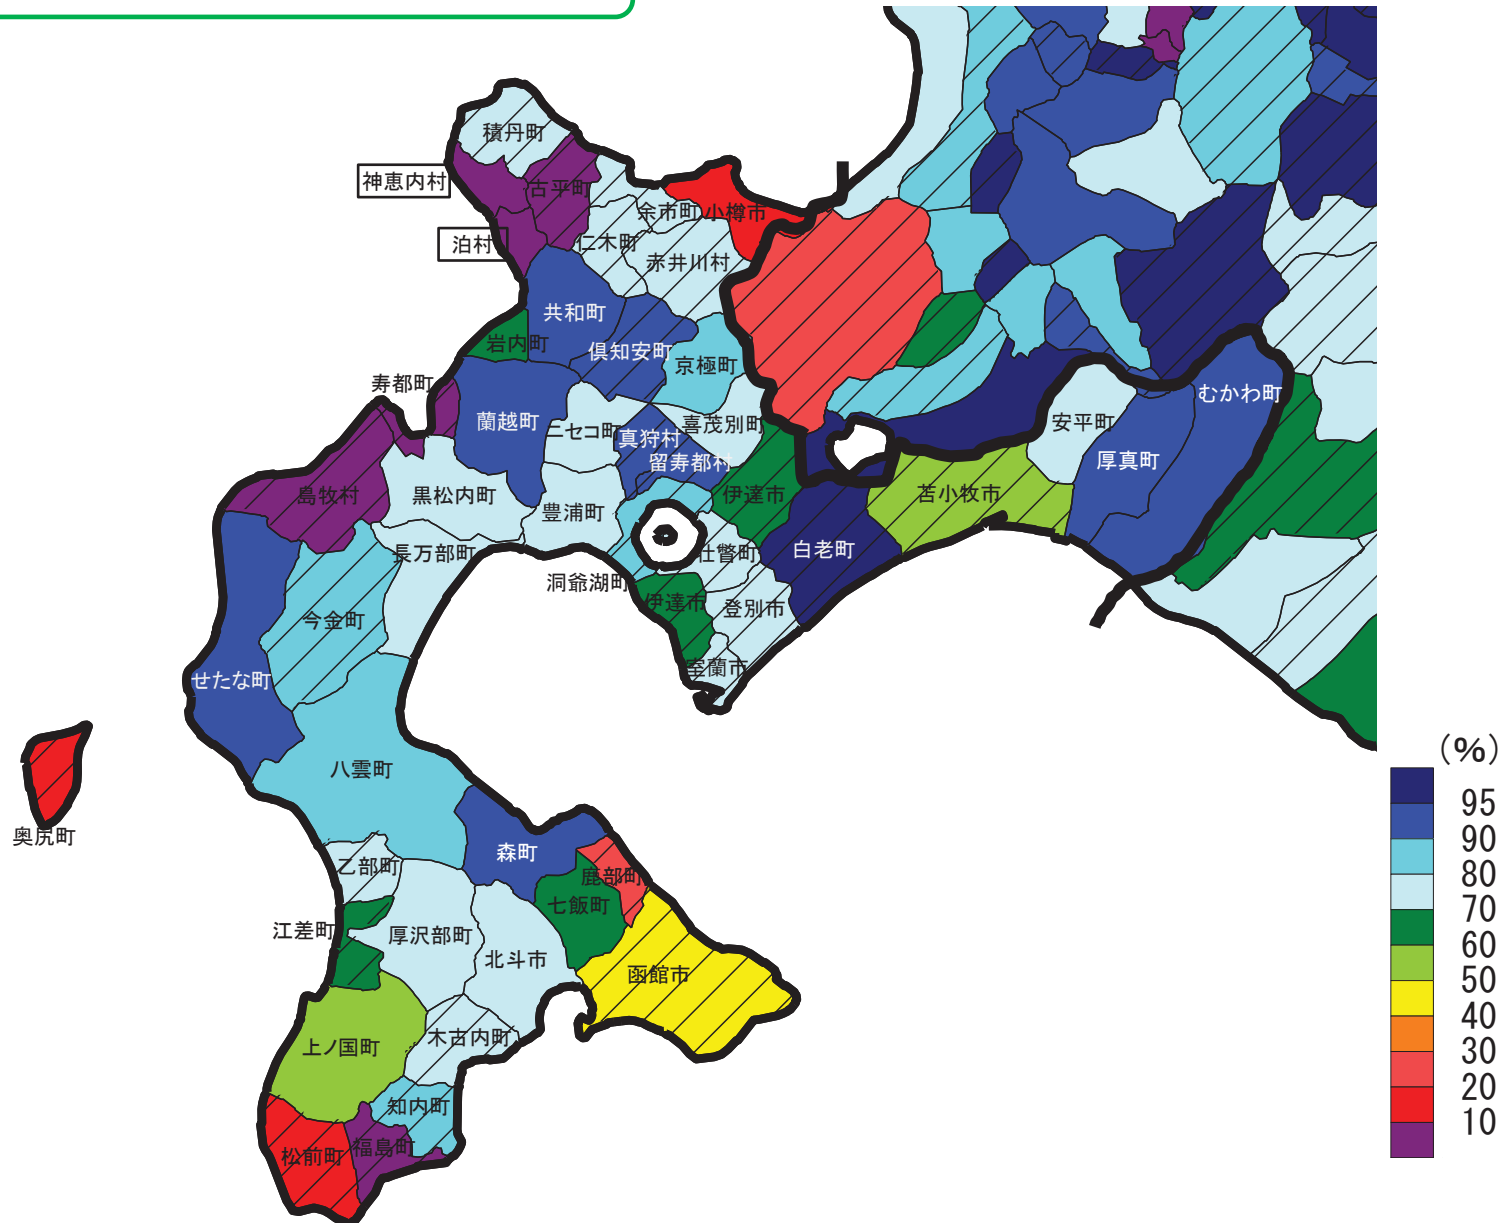 積丹町
神恵内村
古平町
余市町
小樽市
泊村
仁木町
赤井川村
共和町
岩内町
倶知安町
京極町
寿都町
蘭越町
ニセコ町
真狩村
喜茂別町
留寿都村
島牧村
黒松内町
豊浦町
伊達市
長万部町
壮瞥町
白老町
苫小牧市
安平町
厚真町
むかわ町
洞爺湖町
伊達市
登別市
室蘭市
今金町
せたな町
八雲町
奥尻町
森町
乙部町
鹿部町
七飯町
江差町
厚沢部町
北斗市
函館市
上ノ国町
木古内町
知内町
松前町
福島町
(%)
95
90
80
70
60
50
40
30
20
10